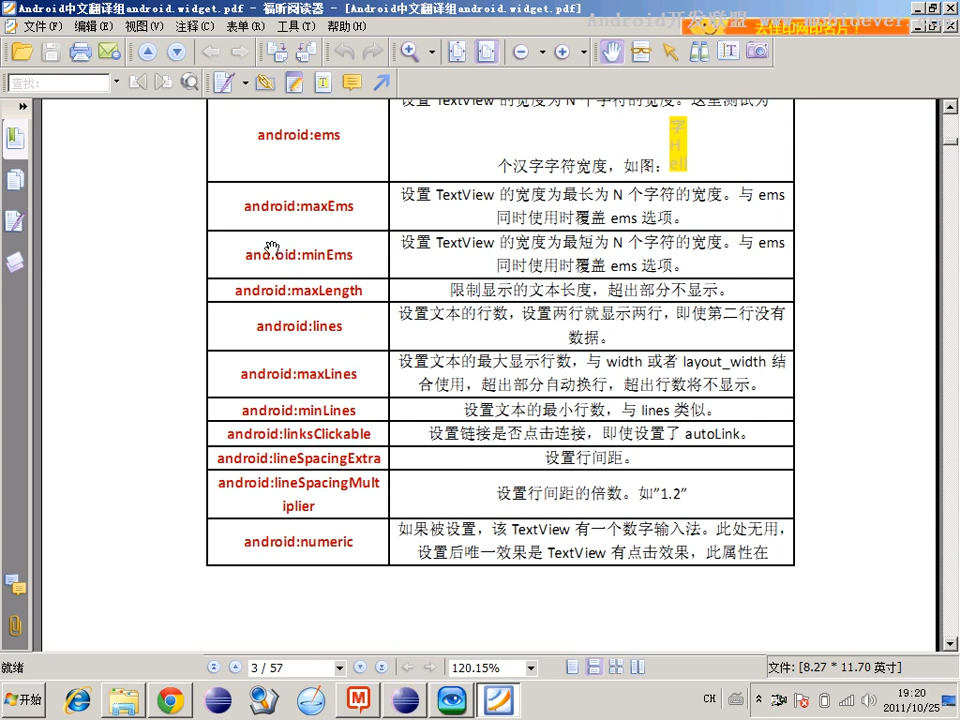 Android中文翻译组android.widget.pdf - 福昕阅读器 - [Android中文翻译组android.widget.pdf]
文件(F) 编辑(E) 视图(V) 注释(C) 表单(R) 工具(T) 帮助(H)
查找:
设置 TextView 的宽度为 N 个字符的宽度。这里测试为
android:ems
个汉字字符宽度，如图：
字
H
ell
android:maxEms
设置 TextView 的宽度为最长为 N 个字符的宽度。与 ems
同时使用时覆盖 ems 选项。
android:minEms
设置 TextView 的宽度为最短为 N 个字符的宽度。与 ems
同时使用时覆盖 ems 选项。
android:maxLength
限制显示的文本长度，超出部分不显示。
android:lines
设置文本的行数，设置两行就显示两行，即使第二行没有
数据。
android:maxLines
设置文本的最大显示行数，与 width 或者 layout_width 结
合使用，超出部分自动换行，超出行数将不显示。
android:minLines
设置文本的最小行数，与 lines 类似。
android:linksClickable
设置链接是否点击连接，即使设置了 autoLink。
android:lineSpacingExtra
设置行间距。
android:lineSpacingMult
iplier
设置行间距的倍数。如”1.2”
android:numeric
如果被设置，该 TextView 有一个数字输入法。此处无用，
设置后唯一效果是 TextView 有点击效果，此属性在
就绪
3 / 57
120.15%
文件: [8.27 * 11.70 英寸]
开始
CH
19:20
2011/10/25